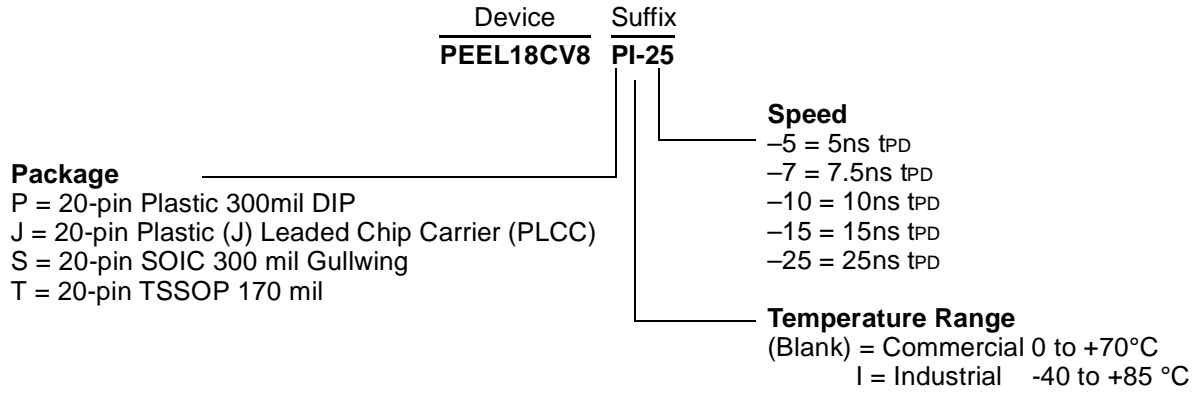 Device Suffix
PEEL18CV8 PI-25
Speed
–5 = 5ns tPD
–7 = 7.5ns tPD
–10 = 10ns tPD
–15 = 15ns tPD
–25 = 25ns tPD
Package
P = 20-pin Plastic 300mil DIP
J = 20-pin Plastic (J) Leaded Chip Carrier (PLCC)
S = 20-pin SOIC 300 mil Gullwing
T = 20-pin TSSOP 170 mil
Temperature Range
(Blank) = Commercial 0 to +70°C
I = Industrial -40 to +85 °C